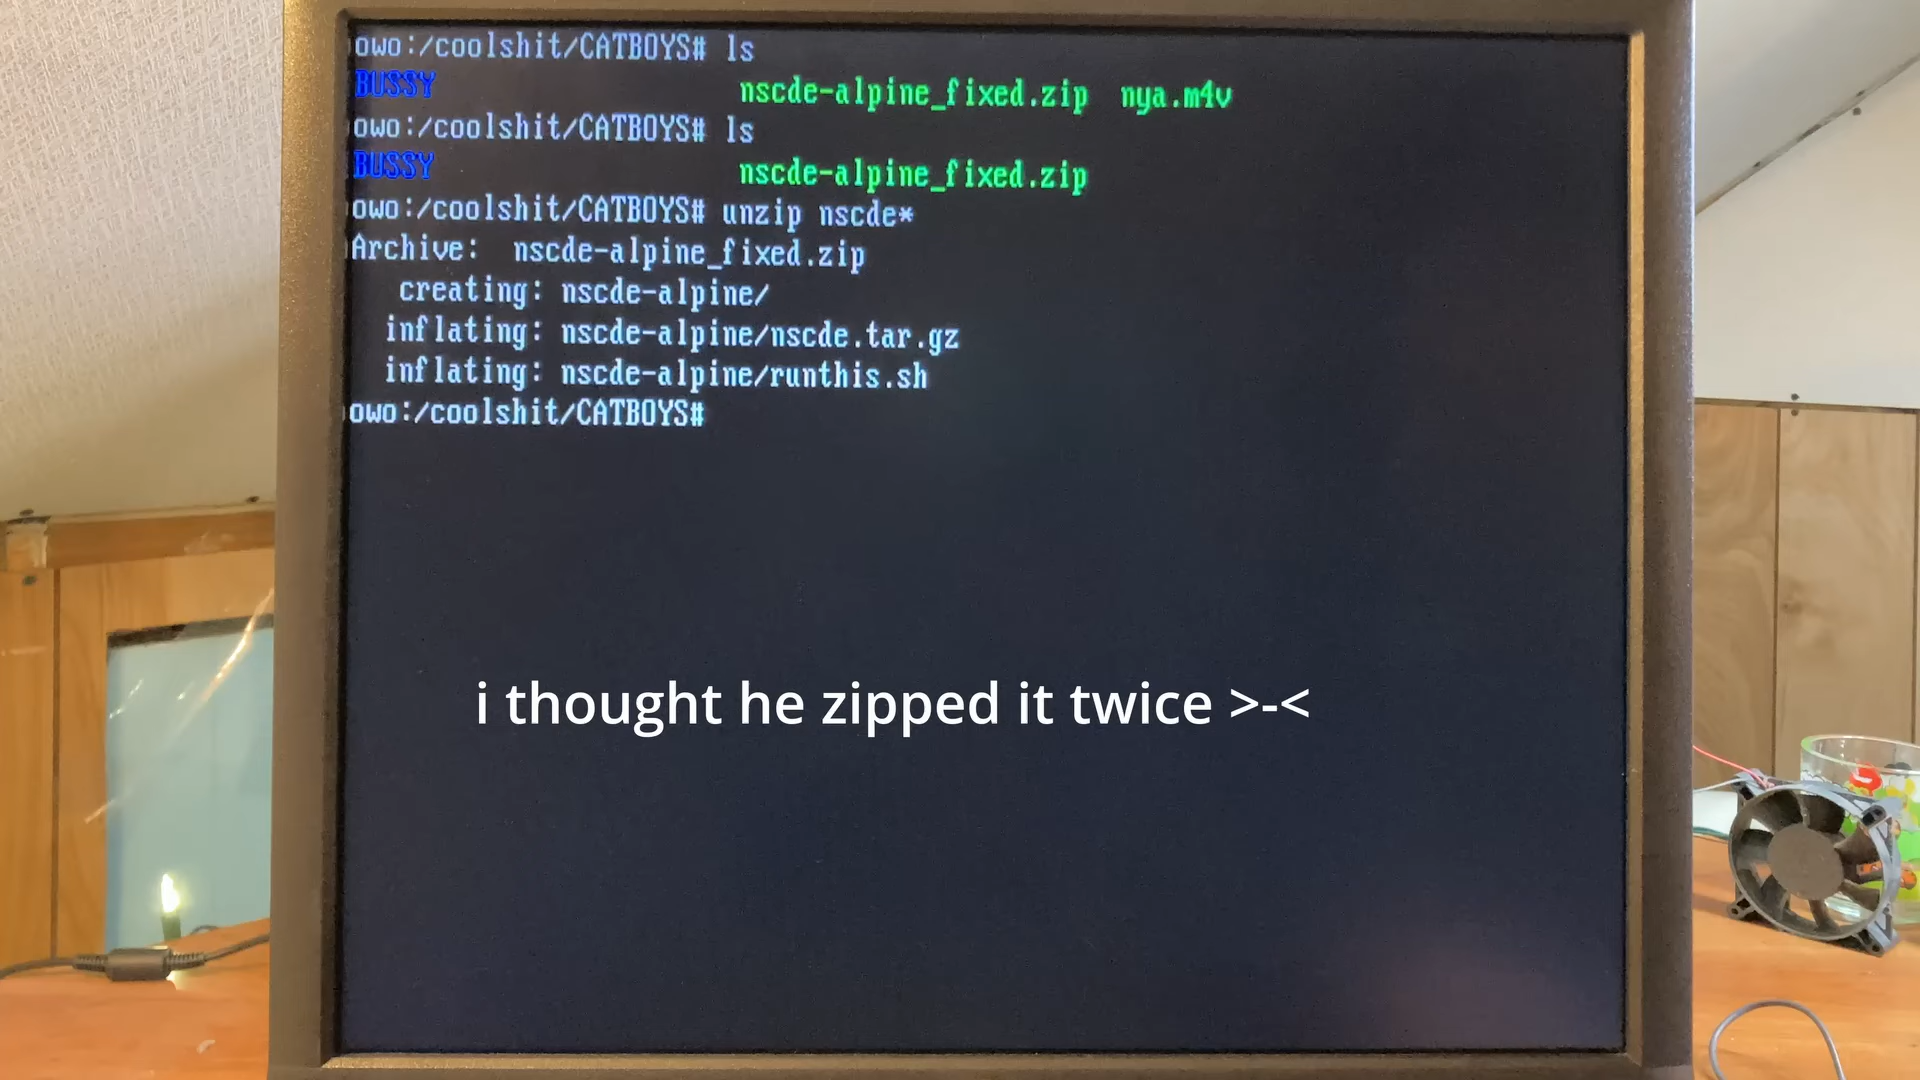 owo:/coolshit/CATBOYS# ls
BUSSY nscde-alpine_fixed.zip nya.m4v
owo:/coolshit/CATBOYS# ls
BUSSY nscde-alpine_fixed.zip
owo:/coolshit/CATBOYS# unzip nscde*
Archive: nscde-alpine_fixed.zip
creating: nscde-alpine/
inflating: nscde-alpine/nscde.tar.gz
inflating: nscde-alpine/runthis.sh
owo:/coolshit/CATBOYS#
i thought he zipped it twice >-<